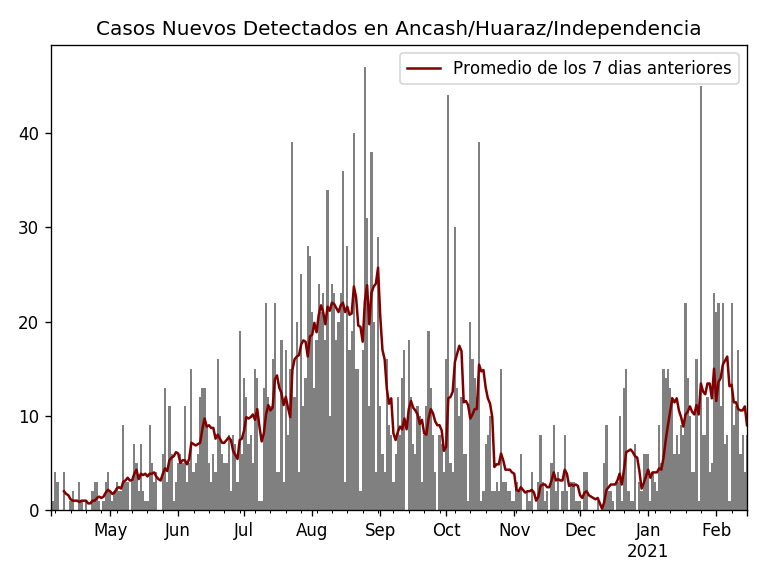 Casos Nuevos Detectados en Ancash/Huaraz/Independencia
Promedio de los 7 dias anteriores
40
30
20
10
0
May Jun Jul Aug Sep Oct Nov Dec Jan Feb
2021